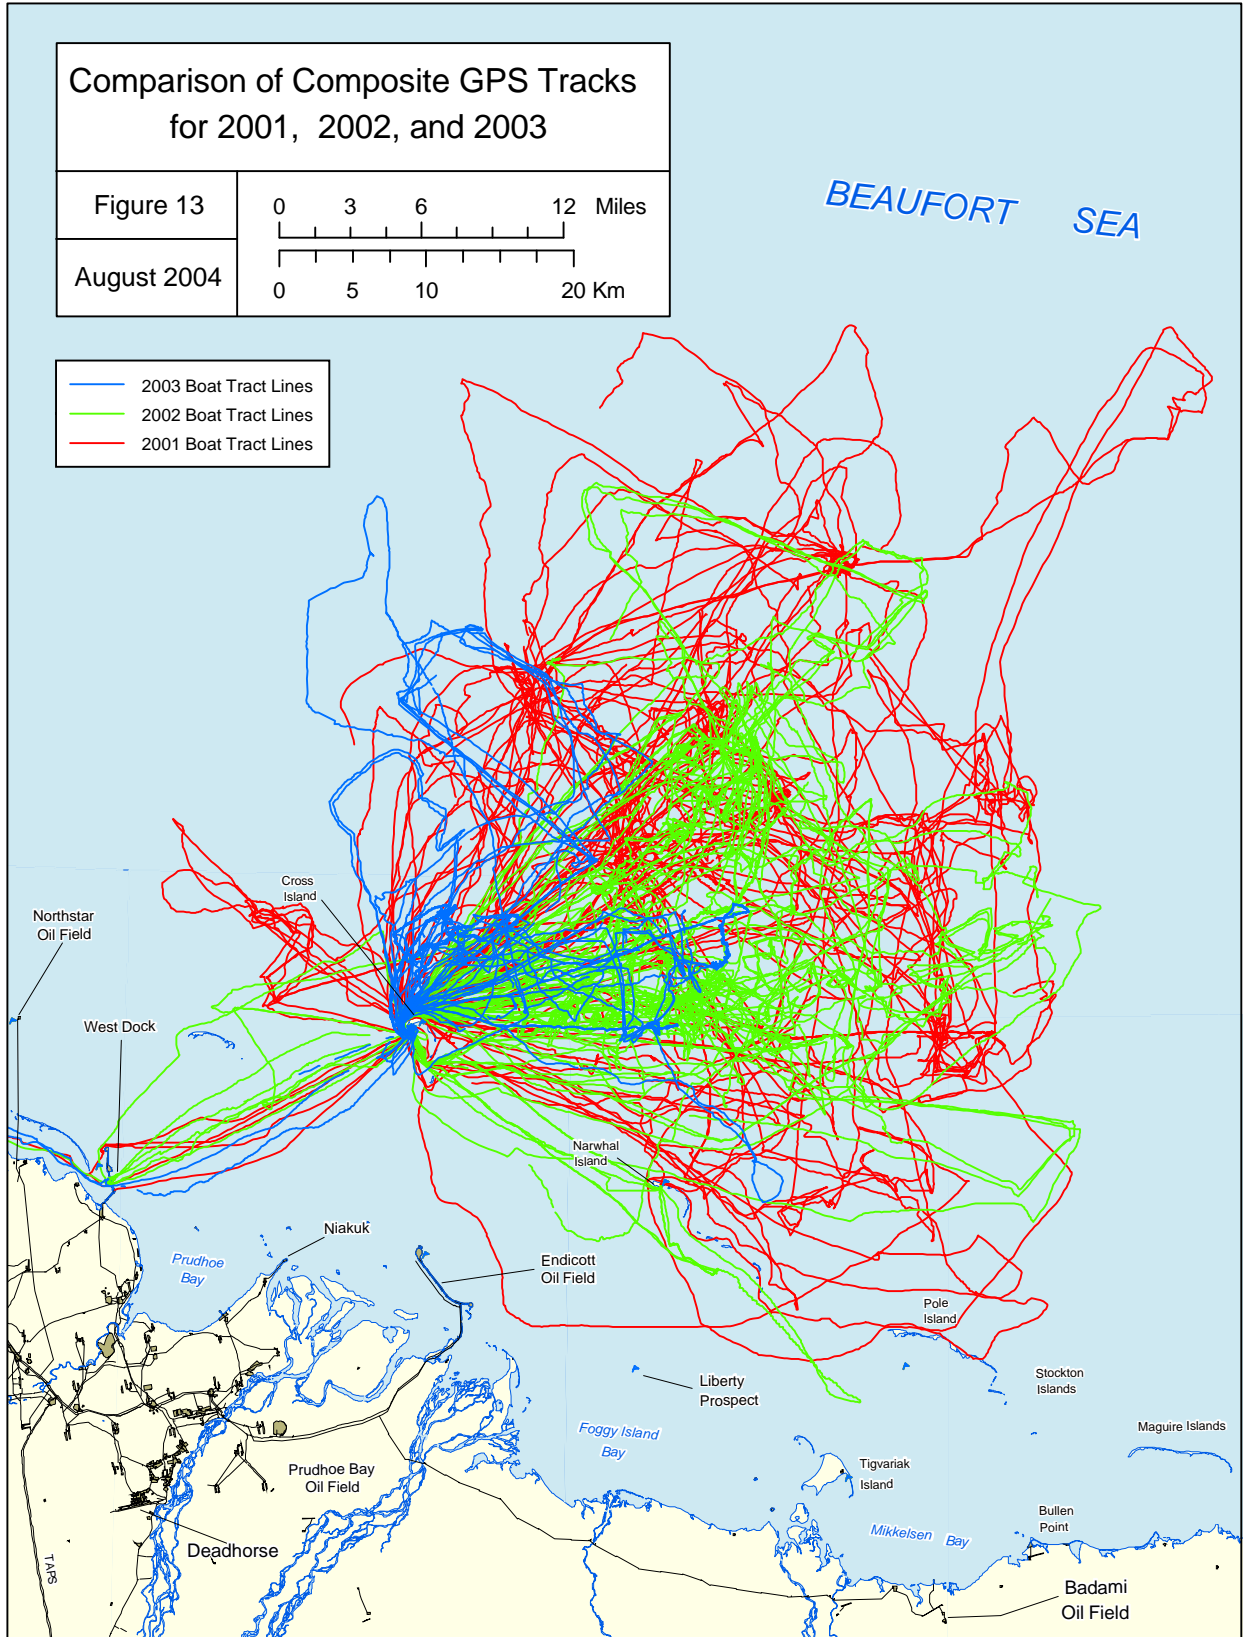 Comparison of Composite GPS Tracks
for 2001, 2002, and 2003
Figure 13
August 2004
0 3 6 12 Miles
0 5 10 20 Km
BEAUFORT SEA
2003 Boat Tract Lines
2002 Boat Tract Lines
2001 Boat Tract Lines
Cross
Island
Northstar
Oil Field
West Dock
Narwhal
Island
Niakuk
Prudhoe
Bay
Endicott
Oil Field
Pole
Island
Liberty
Prospect
Stockton
Islands
Foggy Island
Bay
Maguire Islands
Tigvariak
Island
Prudhoe Bay
Oil Field
Bullen
Point
Mikkelsen Bay
Deadhorse
TAPS
Badami
Oil Field